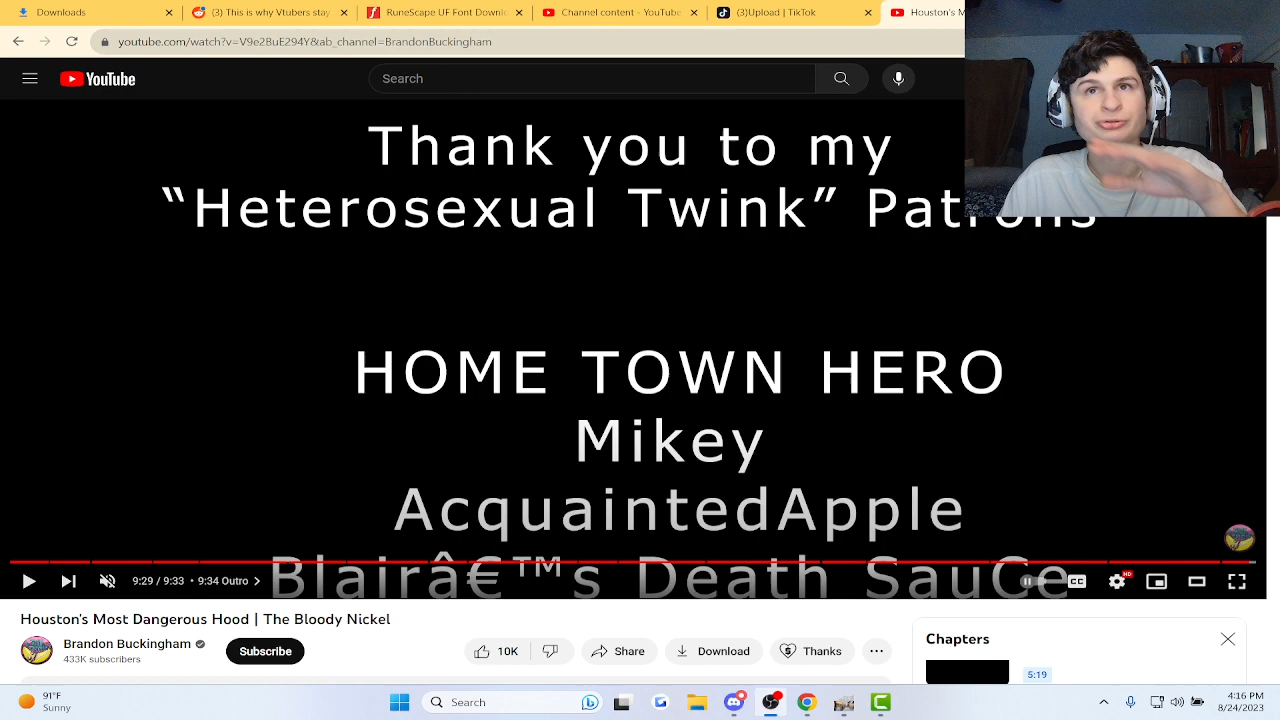 Downloads
(3) This is why Vtubers stay
RuneScape UF Font Downlo
Channel content - YouTube
(3)Upload | TikTok
Houston's M
youtube.com/watch?v=V9e2BuE294Y&ab_channel=BrandonBuckingham
YouTube
Search
Thank you to my
“Heterosexual Twink” Patrons
HOME TOWN HERO
Mikey
AcquaintedApple
Blairâ€™s Death SauCe
9:29 / 9:33 • 9:34 Outro >
CC
HD
Houston's Most Dangerous Hood | The Bloody Nickel
Brandon Buckingham
433K subscribers
Subscribe
10K
Share
Download
Thanks
Chapters
5:19
91°F
Sunny
Search
4:16 PM
8/24/2023